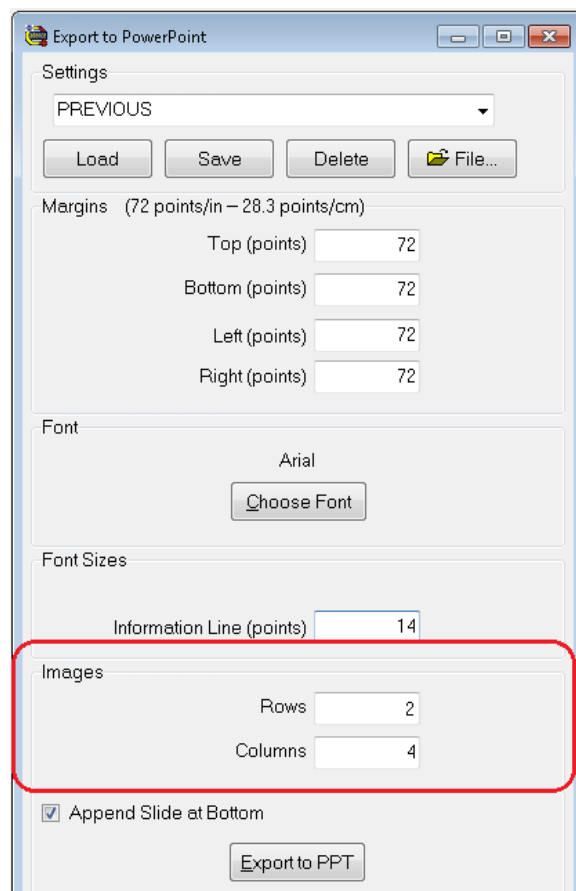 Export to PowerPoint
Settings
PREVIOUS
Load Save Delete File...
Margins (72 points/in – 28.3 points/cm)
Top (points) 72
Bottom (points) 72
Left (points) 72
Right (points) 72
Font
Arial
Choose Font
Font Sizes
Information Line (points) 14
Images
Rows 2
Columns 4
Append Slide at Bottom
Export to PPT